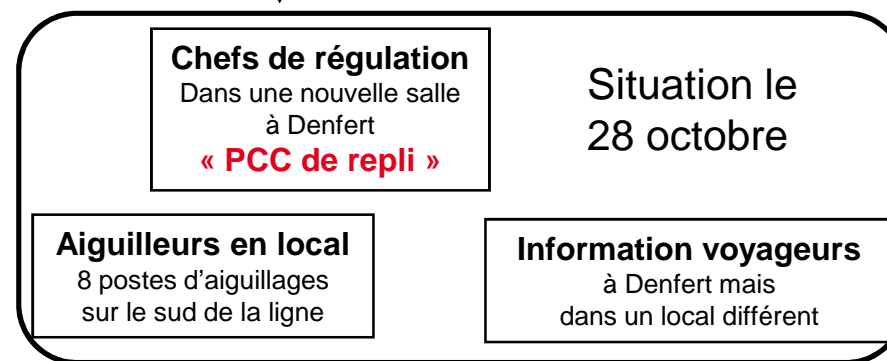 Chefs de régulation
Dans une nouvelle salle
à Denfert
« PCC de repli »
Situation le
28 octobre
Aiguilleurs en local
8 postes d’aiguillages
sur le sud de la ligne
Information voyageurs
à Denfert mais
dans un local différent